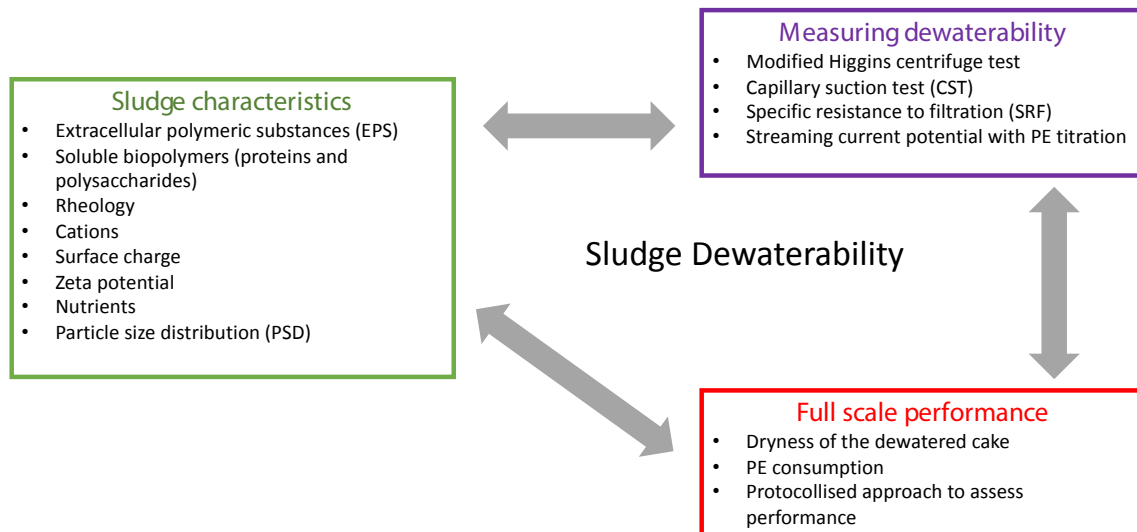 Measuring dewaterability
• Modified Higgins centrifuge test
• Capillary suction test (CST)
• Specific resistance to filtration (SRF)
• Streaming current potential with PE titration
Sludge characteristics
• Extracellular polymeric substances (EPS)
• Soluble biopolymers (proteins and
polysaccharides)
• Rheology
• Cations
• Surface charge
• Zeta potential
• Nutrients
• Particle size distribution (PSD)
Sludge Dewaterability
Full scale performance
• Dryness of the dewatered cake
• PE consumption
• Protocollised approach to assess
performance